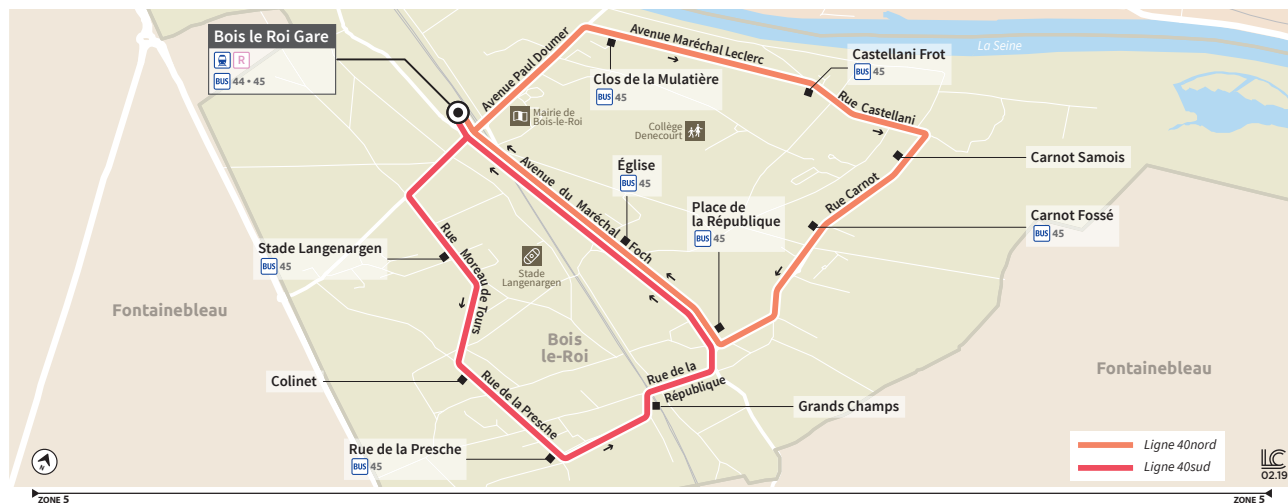 Bois le Roi Gare
R
BUS 44 • 45
Avenue Paul Doumer
Avenue Maréchal Leclerc
La Seine
Clos de la Mulatière
BUS 45
Castellani Frot
BUS 45
Rue Castellani
Mairie de
Bois-le-Roi
Collège
Denecourt
Carnot Samois
Rue Carnot
Carnot Fossé
BUS 45
Église
BUS 45
Avenue du Maréchal Foch
Place de
la République
BUS 45
Stade Langenargen
BUS 45
Rue Moreau de Tours
Stade
Langenargen
Fontainebleau
Bois
le-Roi
Fontainebleau
Colinet
Rue de la Presche
Rue de la
République
Grands Champs
Rue de la Presche
BUS 45
Ligne 40nord
Ligne 40sud
N
LC
02.19
ZONE 5
ZONE 5